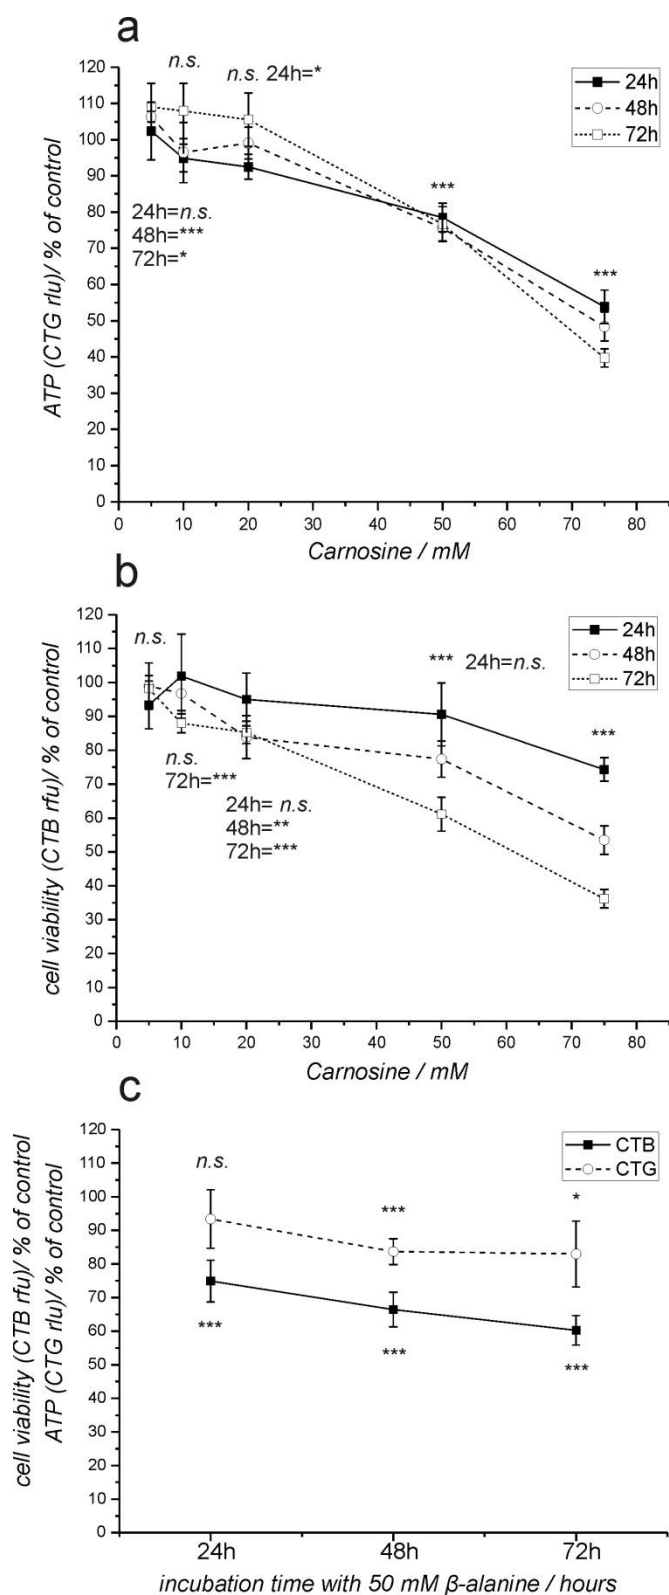 a
120
110
100
90
80
70
60
50
40
30
20
10
0
ATP (CTG rlu)/ % of control
n.s.
n.s. 24h=*
24h
48h
72h
24h=n.s.
48h=***
72h=*
***
***
0 10 20 30 40 50 60 70 80
Carnosine / mM
b
120
110
100
90
80
70
60
50
40
30
20
10
0
cell viability (CTB rfu)/ % of control
n.s.
*** 24h=n.s.
24h
48h
72h
***
n.s.
72h=***
24h= n.s.
48h=**
72h=***
0 10 20 30 40 50 60 70 80
Carnosine / mM
c
120
110
100
90
80
70
60
50
40
30
20
10
0
cell viability (CTB rfu)/ % of control
ATP (CTG rlu)/ % of control
CTB
CTG
n.s.
***
*
***
***
***
24h 48h 72h
incubation time with 50 mM β-alanine / hours